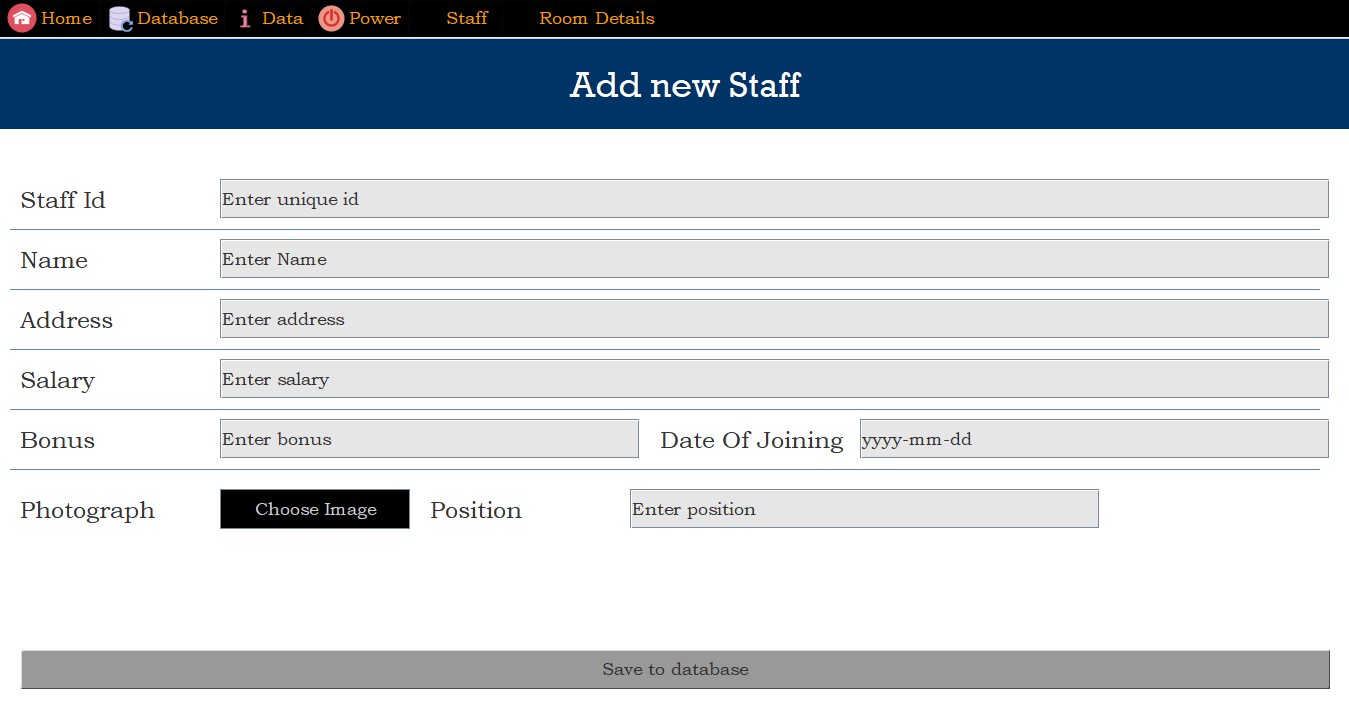 Home Database Data Power Staff Room Details
Add new Staff
Staff Id Enter unique id
Name Enter Name
Address Enter address
Salary Enter salary
Bonus Enter bonus Date Of Joining yyyy-mm-dd
Photograph Choose Image Position Enter position
Save to database